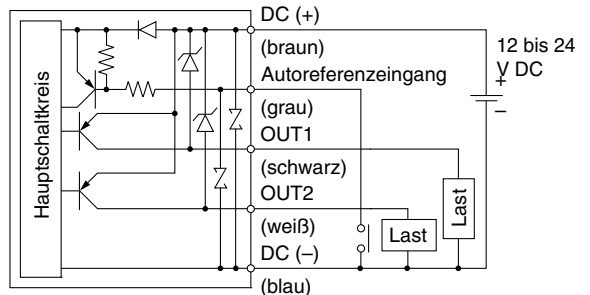 DC (+)
(braun)
12 bis 24
V DC
+
–
Autoreferenzeingang
(grau)
OUT1
(schwarz)
OUT2
(weiß)
DC (–)
(blau)
Hauptschaltkreis
Last
Last